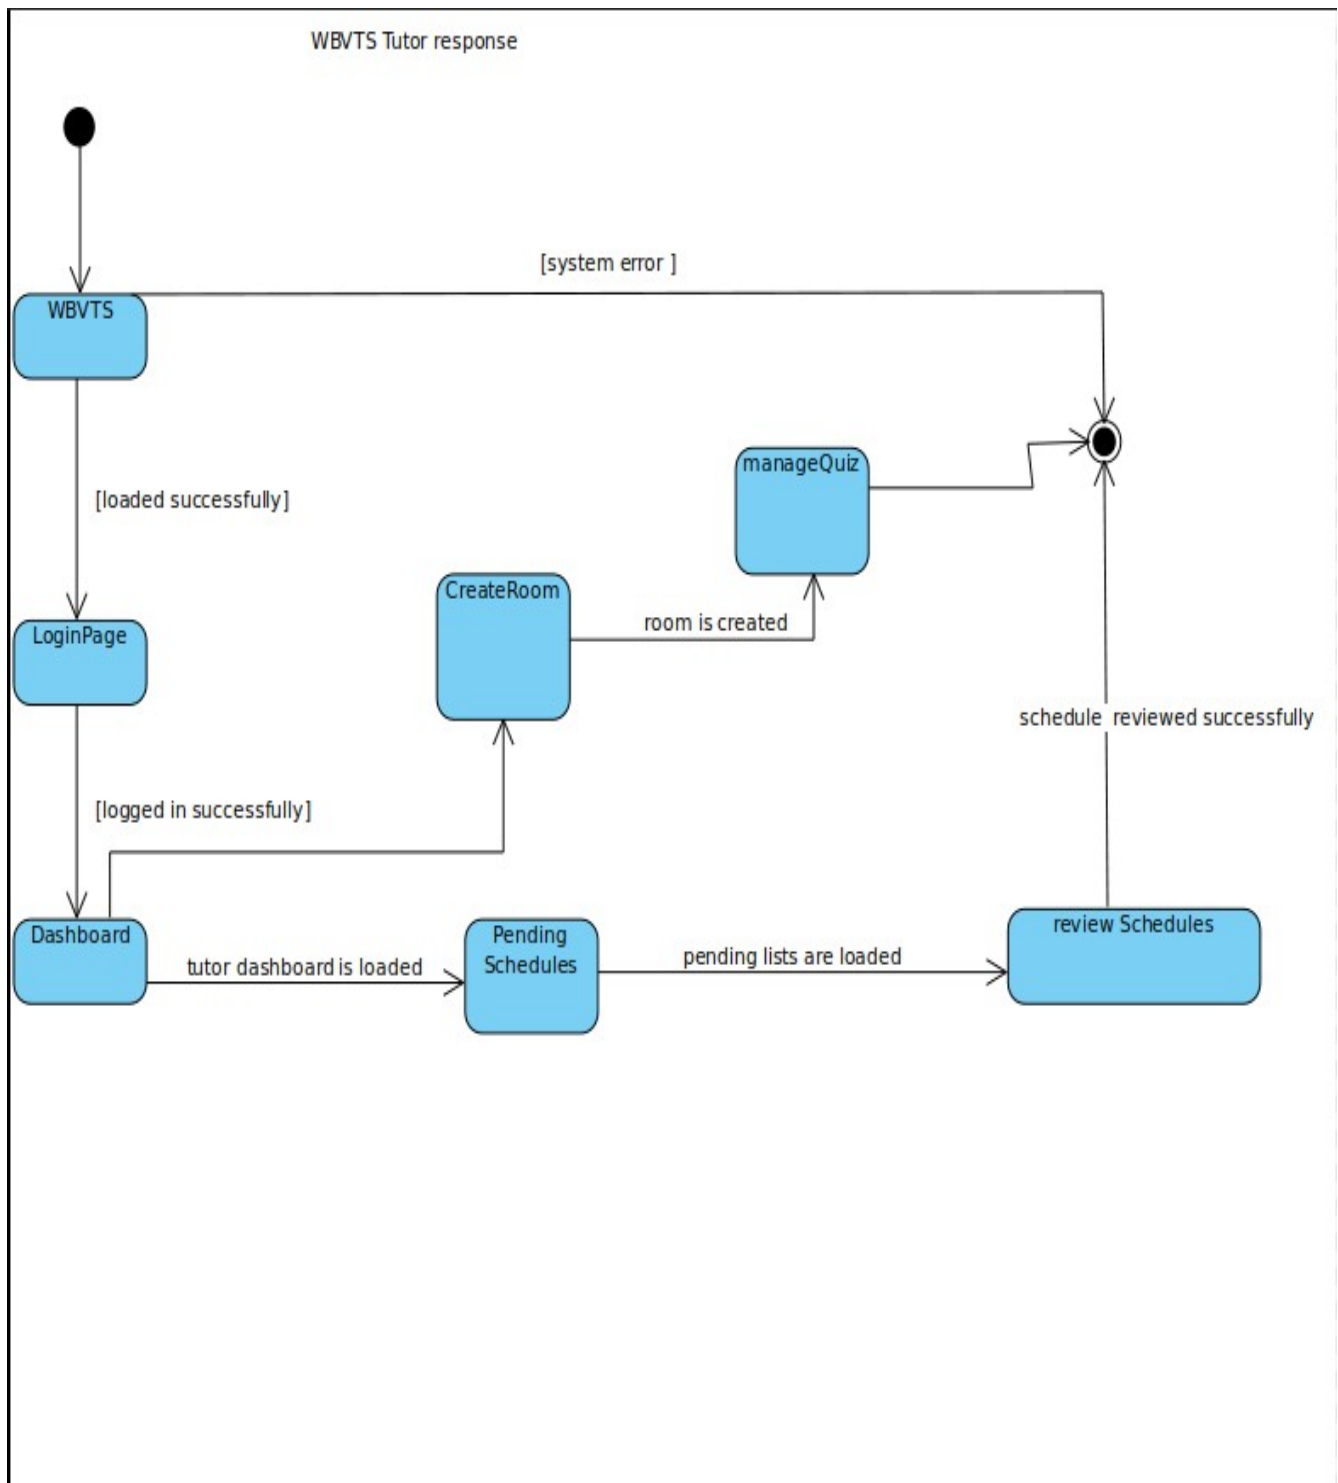 WBVTS Tutor response
[system error ]
WBVTS
manageQuiz
[loaded successfully]
CreateRoom
room is created
LoginPage
schedule  reviewed successfully
[logged in successfully]
Dashboard
Pending
Schedules
review Schedules
tutor dashboard is loaded
pending lists are loaded